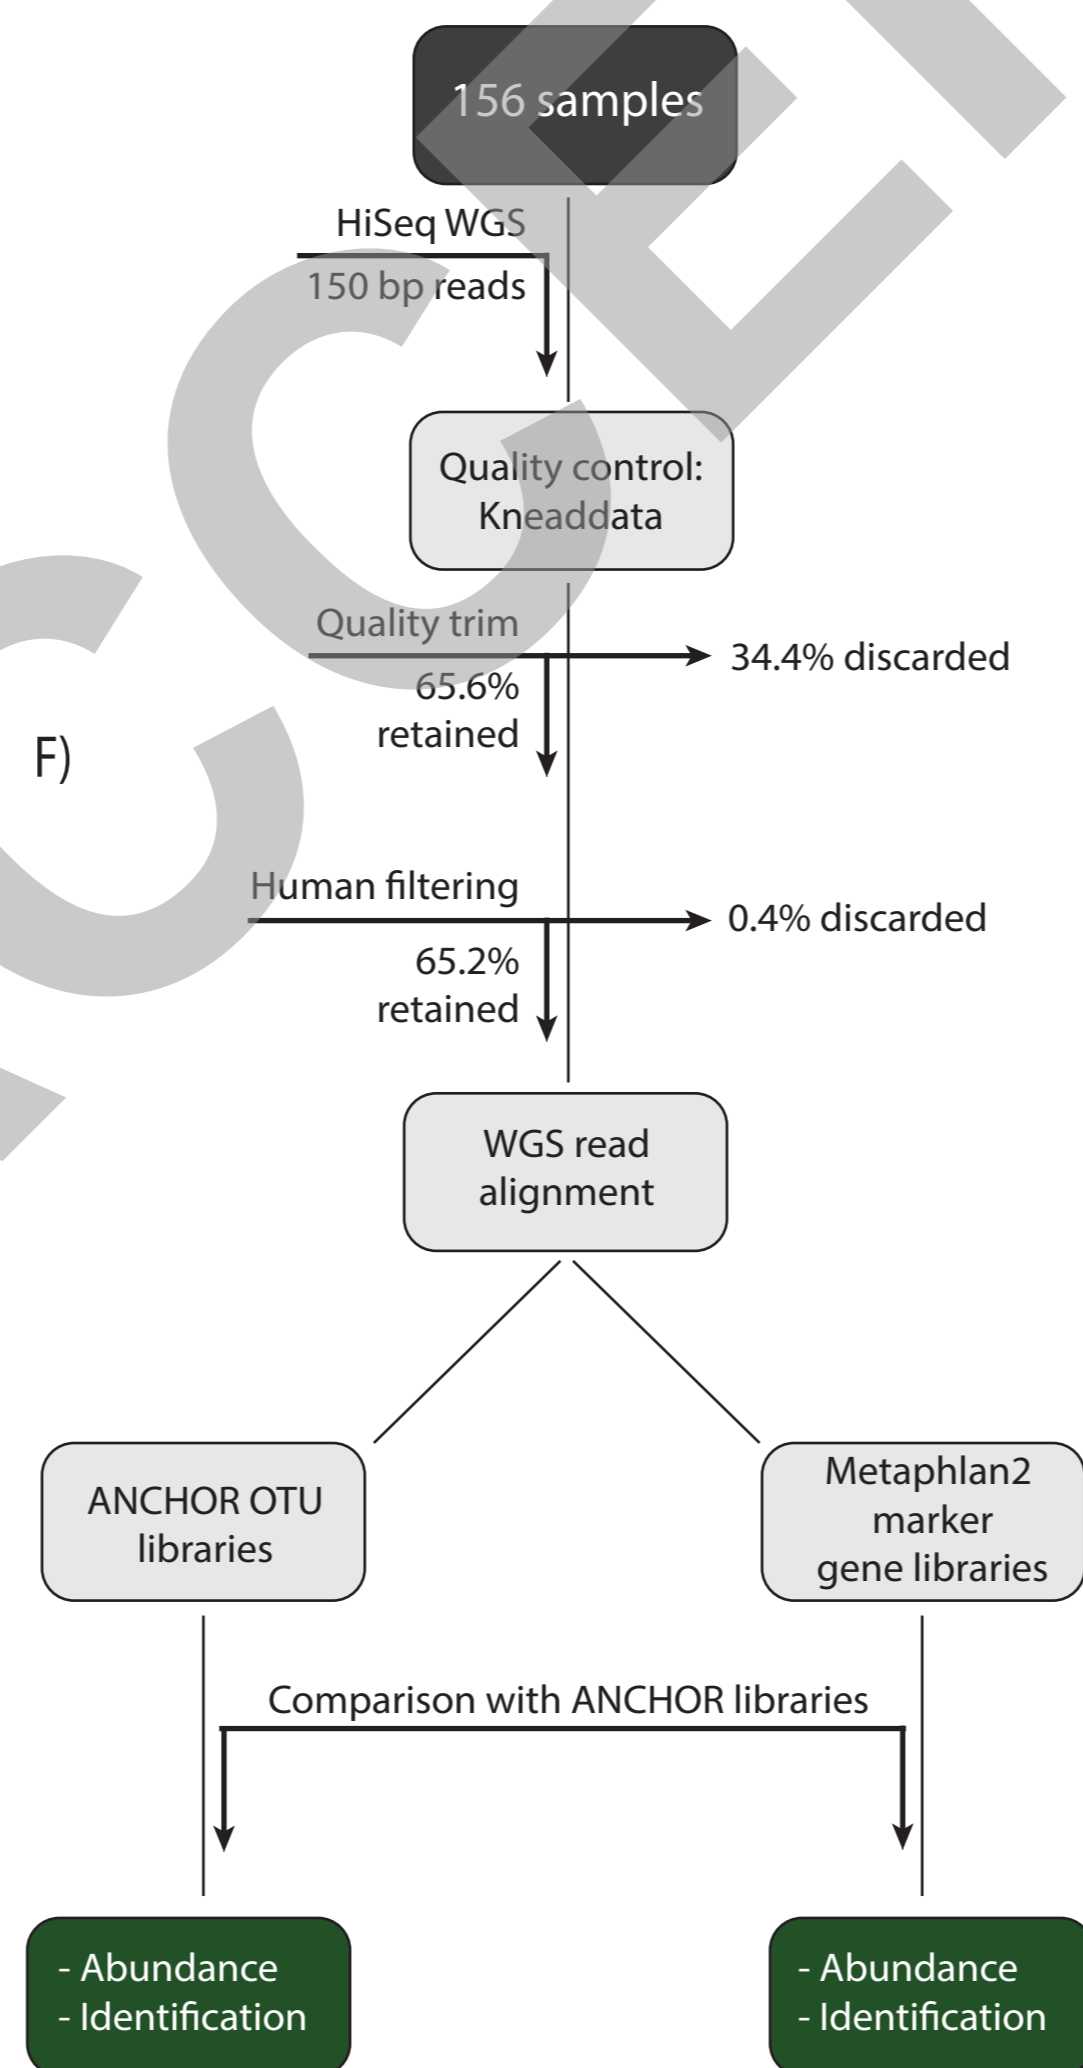 156 samples
HiSeq WGS
150 bp reads
Quality control:
Kneaddata
Quality trim
34.4% discarded
65.6%
retained
F)
Human filtering
0.4% discarded
65.2%
retained
WGS read
alignment
ANCHOR OTU
libraries
Metaphlan2
marker
gene libraries
Comparison with ANCHOR libraries
- Abundance
- Identification
- Abundance
- Identification